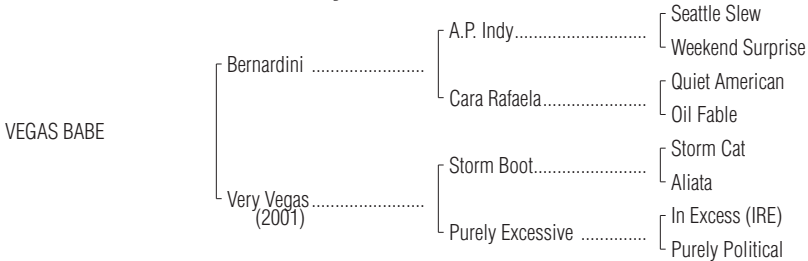 Seattle Slew
A.P. Indy..............................
Weekend Surprise
Bernardini .........................
Quiet American
Cara Rafaela........................
Oil Fable
VEGAS BABE
Storm Cat
Storm Boot..........................
Aliata
Very Vegas.........................
(2001)
In Excess (IRE)
Purely Excessive ...............
Purely Political